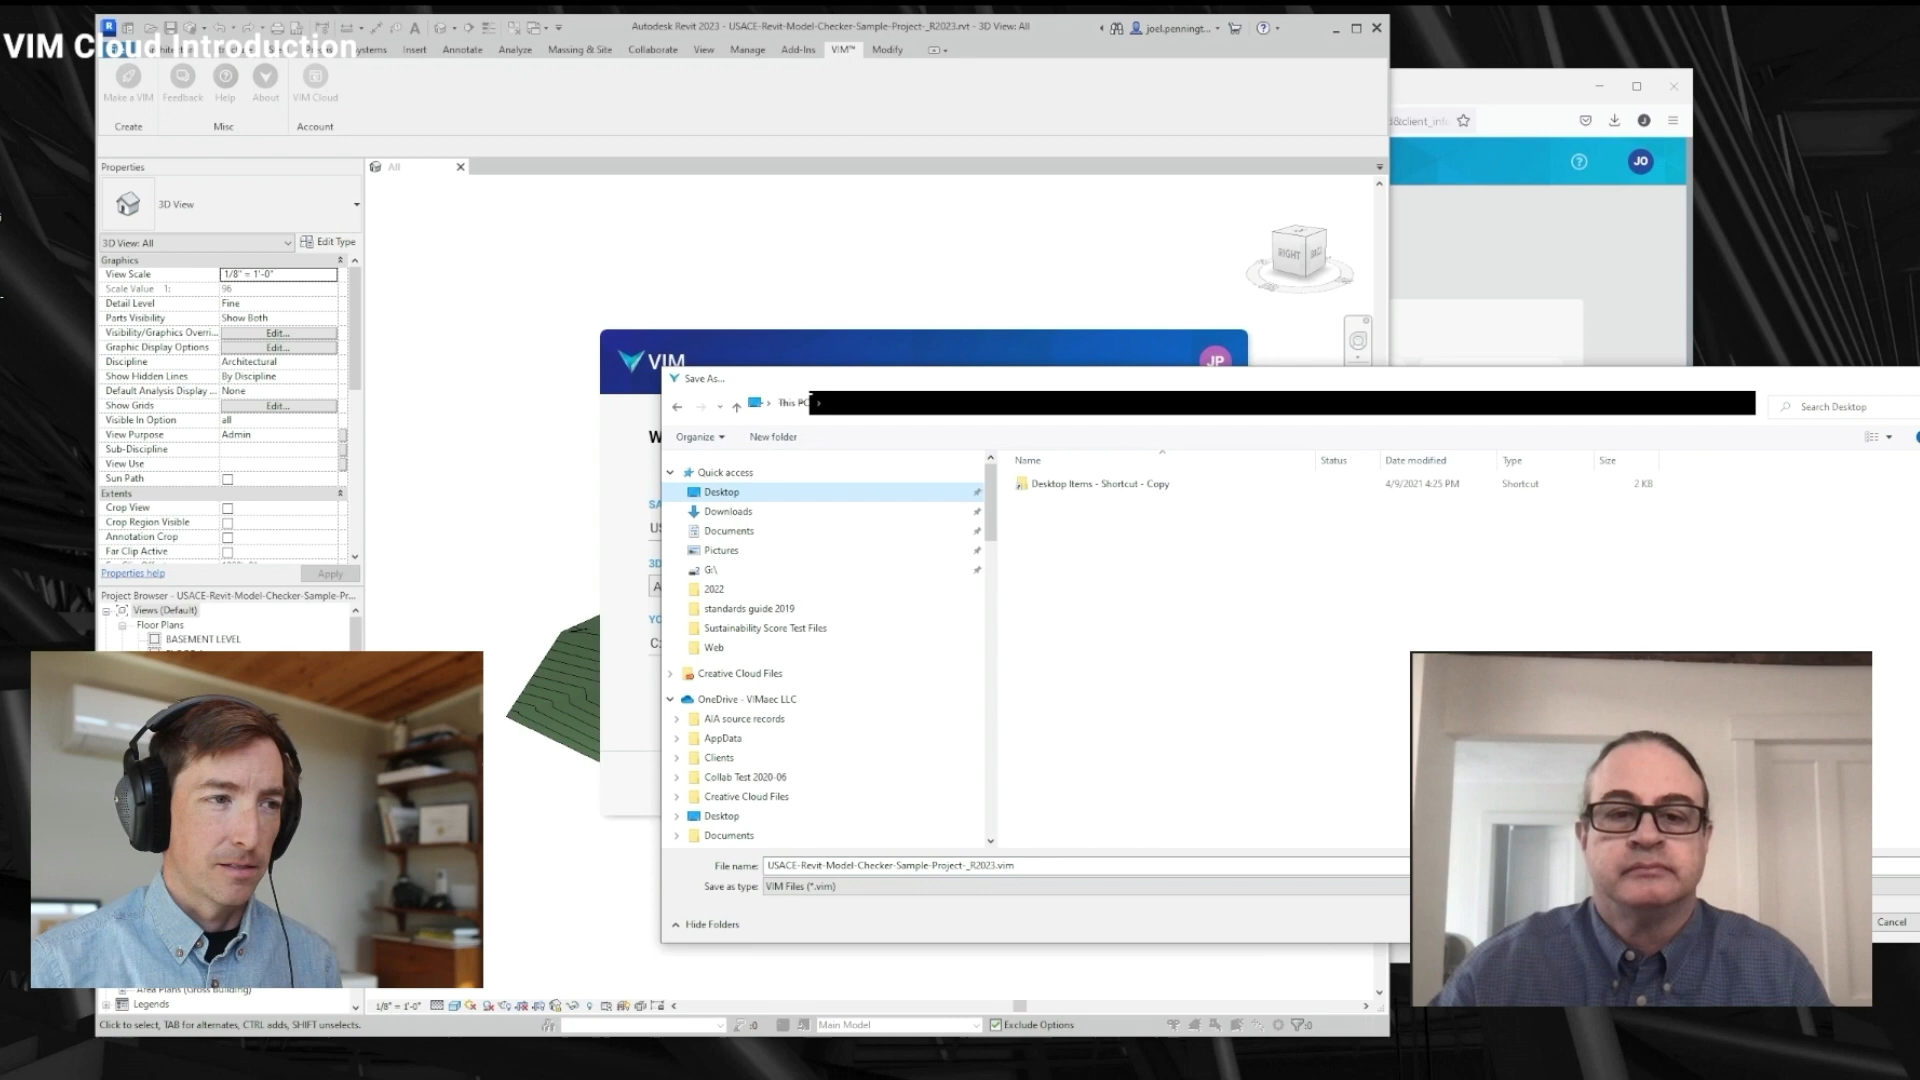 VIM Cloud Introduction
Autodesk Revit 2023 - USACE-Revit-Model-Checker-Sample-Project-_R2023.rvt - 3D View: All
joel.penningt...
Insert Annotate Analyze Massing & Site Collaborate View Manage Add-Ins VIM™ Modify
Make a VIM Feedback Help About VIM Cloud
Create Misc Account
Properties
All
3D View
3D View: All
Edit Type
Graphics
View Scale 1/8" = 1'-0"
Scale Value 1: 96
Detail Level Fine
Parts Visibility Show Both
Visibility/Graphics Overri... Edit...
Graphic Display Options Edit...
Discipline Architectural
Show Hidden Lines By Discipline
Default Analysis Display ... None
Show Grids Edit...
Visible In Option all
View Purpose Admin
Sub-Discipline
View Use
Sun Path
Extents
Crop View
Crop Region Visible
Annotation Crop
Far Clip Active
Properties help Apply
Project Browser - USACE-Revit-Model-Checker-Sample-Pr...
Views (Default)
Floor Plans
BASEMENT LEVEL
Area Plans (Gross Building)
Legends
RIGHT
JO
VIM
JP
Save As...
This PC
Search Desktop
Organize New folder
Name Status Date modified Type Size
Desktop Items - Shortcut - Copy 4/9/2021 4:25 PM Shortcut 2 KB
Quick access
Desktop
Downloads
Documents
Pictures
G:\
2022
standards guide 2019
Sustainability Score Test Files
Web
Creative Cloud Files
OneDrive - VIMaec LLC
AIA source records
AppData
Clients
Collab Test 2020-06
Creative Cloud Files
Desktop
Documents
File name: USACE-Revit-Model-Checker-Sample-Project-_R2023.vim
Save as type: VIM Files (*.vim)
Hide Folders
Cancel
1/8" = 1'-0"
Click to select, TAB for alternates, CTRL adds, SHIFT unselects.
:0
Main Model
Exclude Options
:0